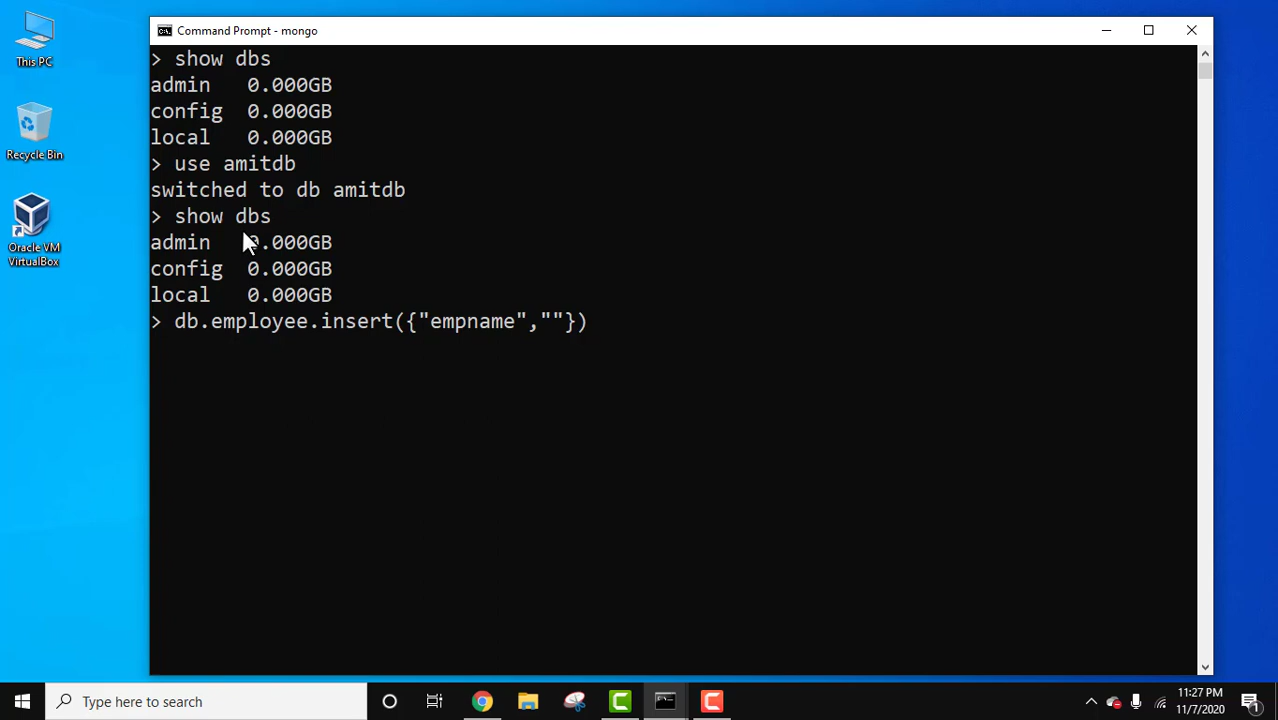 This PC
Recycle Bin
Oracle VM
VirtualBox
Command Prompt - mongo
> show dbs
admin 0.000GB
config 0.000GB
local 0.000GB
> use amitdb
switched to db amitdb
> show dbs
admin 0.000GB
config 0.000GB
local 0.000GB
> db.employee.insert({"empname",""})
Type here to search
11:27 PM
11/7/2020
1